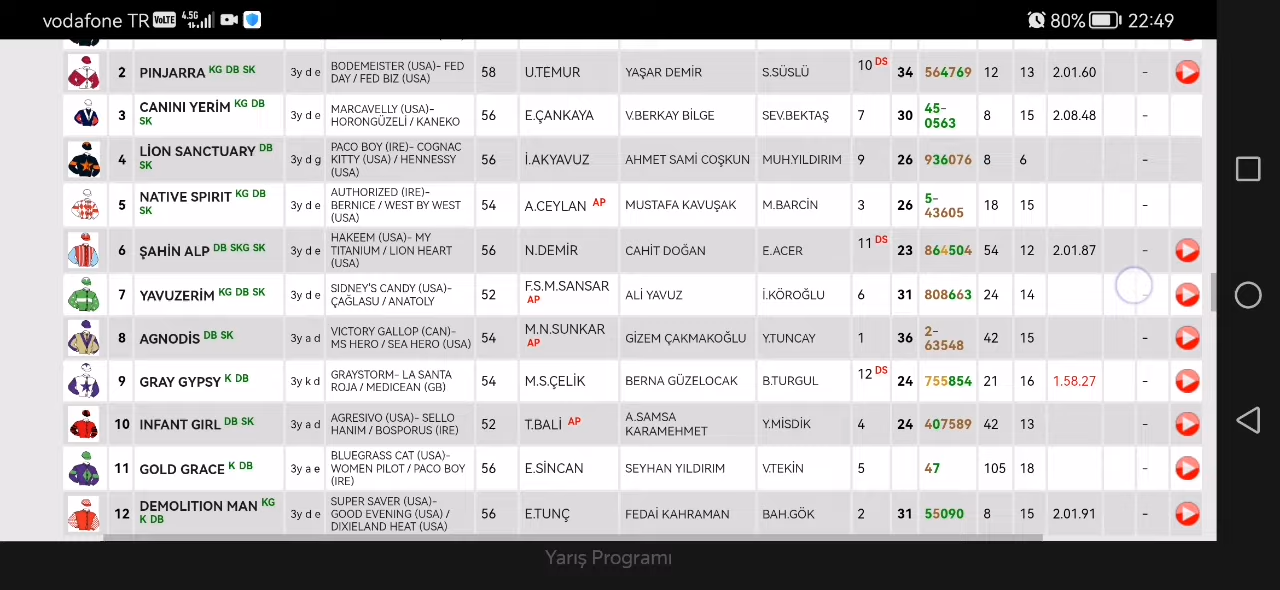 vodafone TR VoLTE 4.5G 80% 22:49
2 PINJARRA KG DB SK 3y d e BODEMEISTER (USA)- FED DAY / FED BIZ (USA) 58 U.TEMUR YAŞAR DEMİR S.SÜSLÜ 10 DS 34 564769 12 13 2.01.60 -
3 CANINI YERİM KG DB SK 3y d e MARCAVELLY (USA)- HORONGÜZELİ / KANEKO 56 E.ÇANKAYA V.BERKAY BİLGE SEV.BEKTAŞ 7 30 45-0563 8 15 2.08.48 -
4 LİON SANCTUARY DB SK 3y d g PACO BOY (IRE)- COGNAC KITTY (USA) / HENNESSY (USA) 56 İ.AKYAVUZ AHMET SAMİ COŞKUN MUH.YILDIRIM 9 26 936076 8 6 -
5 NATIVE SPIRIT KG DB SK 3y d e AUTHORIZED (IRE)- BERNICE / WEST BY WEST (USA) 54 A.CEYLAN AP MUSTAFA KAVUŞAK M.BARCİN 3 26 5-43605 18 15 -
6 ŞAHİN ALP DB SKG SK 3y d e HAKEEM (USA)- MY TITANIUM / LION HEART (USA) 56 N.DEMİR CAHİT DOĞAN E.ACER 11 DS 23 864504 54 12 2.01.87 -
7 YAVUZERİM KG DB SK 3y d e SIDNEY'S CANDY (USA)- ÇAĞLASU / ANATOLY 52 F.S.M.SANSAR AP ALİ YAVUZ İ.KÖROĞLU 6 31 808663 24 14 -
8 AGNODİS DB SK 3y a d VICTORY GALLOP (CAN)- MS HERO / SEA HERO (USA) 54 M.N.SUNKAR AP GİZEM ÇAKMAKOĞLU Y.TUNCAY 1 36 2-63548 42 15 -
9 GRAY GYPSY K DB 3y k d GRAYSTORM- LA SANTA ROJA / MEDICEAN (GB) 54 M.S.ÇELİK BERNA GÜZELOCAK B.TURGUL 12 DS 24 755854 21 16 1.58.27 -
10 INFANT GIRL DB SK 3y a d AGRESIVO (USA)- SELLO HANIM / BOSPORUS (IRE) 52 T.BALİ AP A.SAMSA KARAMEHMET Y.MİSDİK 4 24 407589 42 13 -
11 GOLD GRACE K DB 3y a e BLUEGRASS CAT (USA)- WOMEN PILOT / PACO BOY (IRE) 56 E.SİNCAN SEYHAN YILDIRIM V.TEKİN 5 47 105 18 -
12 DEMOLITION MAN KG K DB 3y d e SUPER SAVER (USA)- GOOD EVENING (USA) / DIXIELAND HEAT (USA) 56 E.TUNÇ FEDAİ KAHRAMAN BAH.GÖK 2 31 55090 8 15 2.01.91 -
Yarış Programı